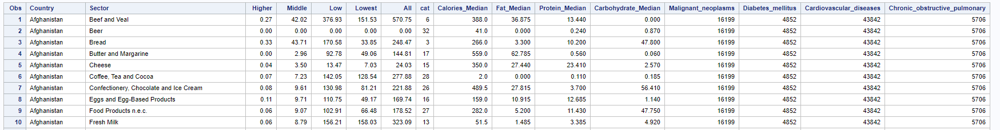 Obs Country Sector Higher Middle Low Lowest All cat Calories_Median Fat_Median Protein_Median Carbohydrate_Median Malignant_neoplasms Diabetes_mellitus Cardiovascular_diseases Chronic_obstructive_pulmonary
1 Afghanistan Beef and Veal 0.27 42.02 376.93 151.53 570.75 6 388.0 36.875 13.440 0.000 16199 4852 43842 5706
2 Afghanistan Beer 0.00 0.00 0.00 0.00 0.00 32 41.0 0.000 0.240 0.870 16199 4852 43842 5706
3 Afghanistan Bread 0.33 43.71 170.58 33.85 248.47 3 266.0 3.300 10.200 47.800 16199 4852 43842 5706
4 Afghanistan Butter and Margarine 0.00 2.96 92.78 49.06 144.81 17 559.0 62.785 0.560 0.060 16199 4852 43842 5706
5 Afghanistan Cheese 0.04 3.50 13.47 7.03 24.03 15 350.0 27.440 23.410 2.570 16199 4852 43842 5706
6 Afghanistan Coffee, Tea and Cocoa 0.07 7.23 142.05 128.54 277.88 28 2.0 0.000 0.110 0.185 16199 4852 43842 5706
7 Afghanistan Confectionery, Chocolate and Ice Cream 0.08 9.61 130.98 81.21 221.88 26 489.5 27.815 3.700 56.410 16199 4852 43842 5706
8 Afghanistan Eggs and Egg-Based Products 0.11 9.71 110.75 49.17 169.74 16 159.0 10.915 12.685 1.140 16199 4852 43842 5706
9 Afghanistan Food Products n.e.c. 0.06 9.07 102.91 66.48 178.52 27 282.0 5.200 11.430 47.750 16199 4852 43842 5706
10 Afghanistan Fresh Milk 0.06 8.79 156.21 158.03 323.09 13 51.5 1.485 3.385 4.920 16199 4852 43842 5706